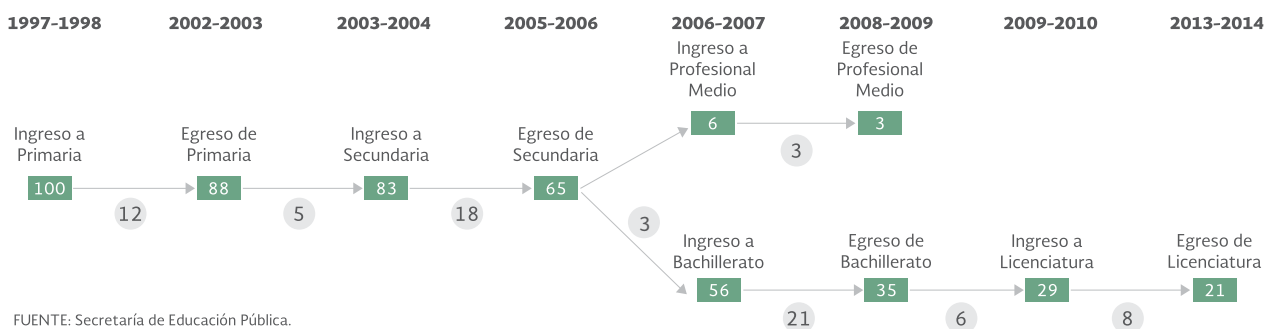 1997–1998 2002–2003 2003–2004 2005–2006 2006–2007 2008–2009 2009–2010 2013–2014
Ingreso a
Profesional
Medio
6
3
Egreso de
Profesional
Medio
3
Ingreso a
Primaria
100
12
Egreso de
Primaria
88
5
Ingreso a
Secundaria
83
18
Egreso de
Secundaria
65
3
Ingreso a
Bachillerato
56
21
Egreso de
Bachillerato
35
6
Ingreso a
Licenciatura
29
8
Egreso de
Licenciatura
21
FUENTE: Secretaría de Educación Pública.